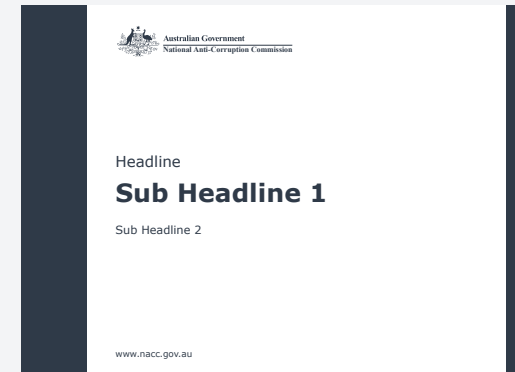 Australian Government
National Anti-Corruption Commission
Headline
Sub Headline 1
Sub Headline 2
www.nacc.gov.au